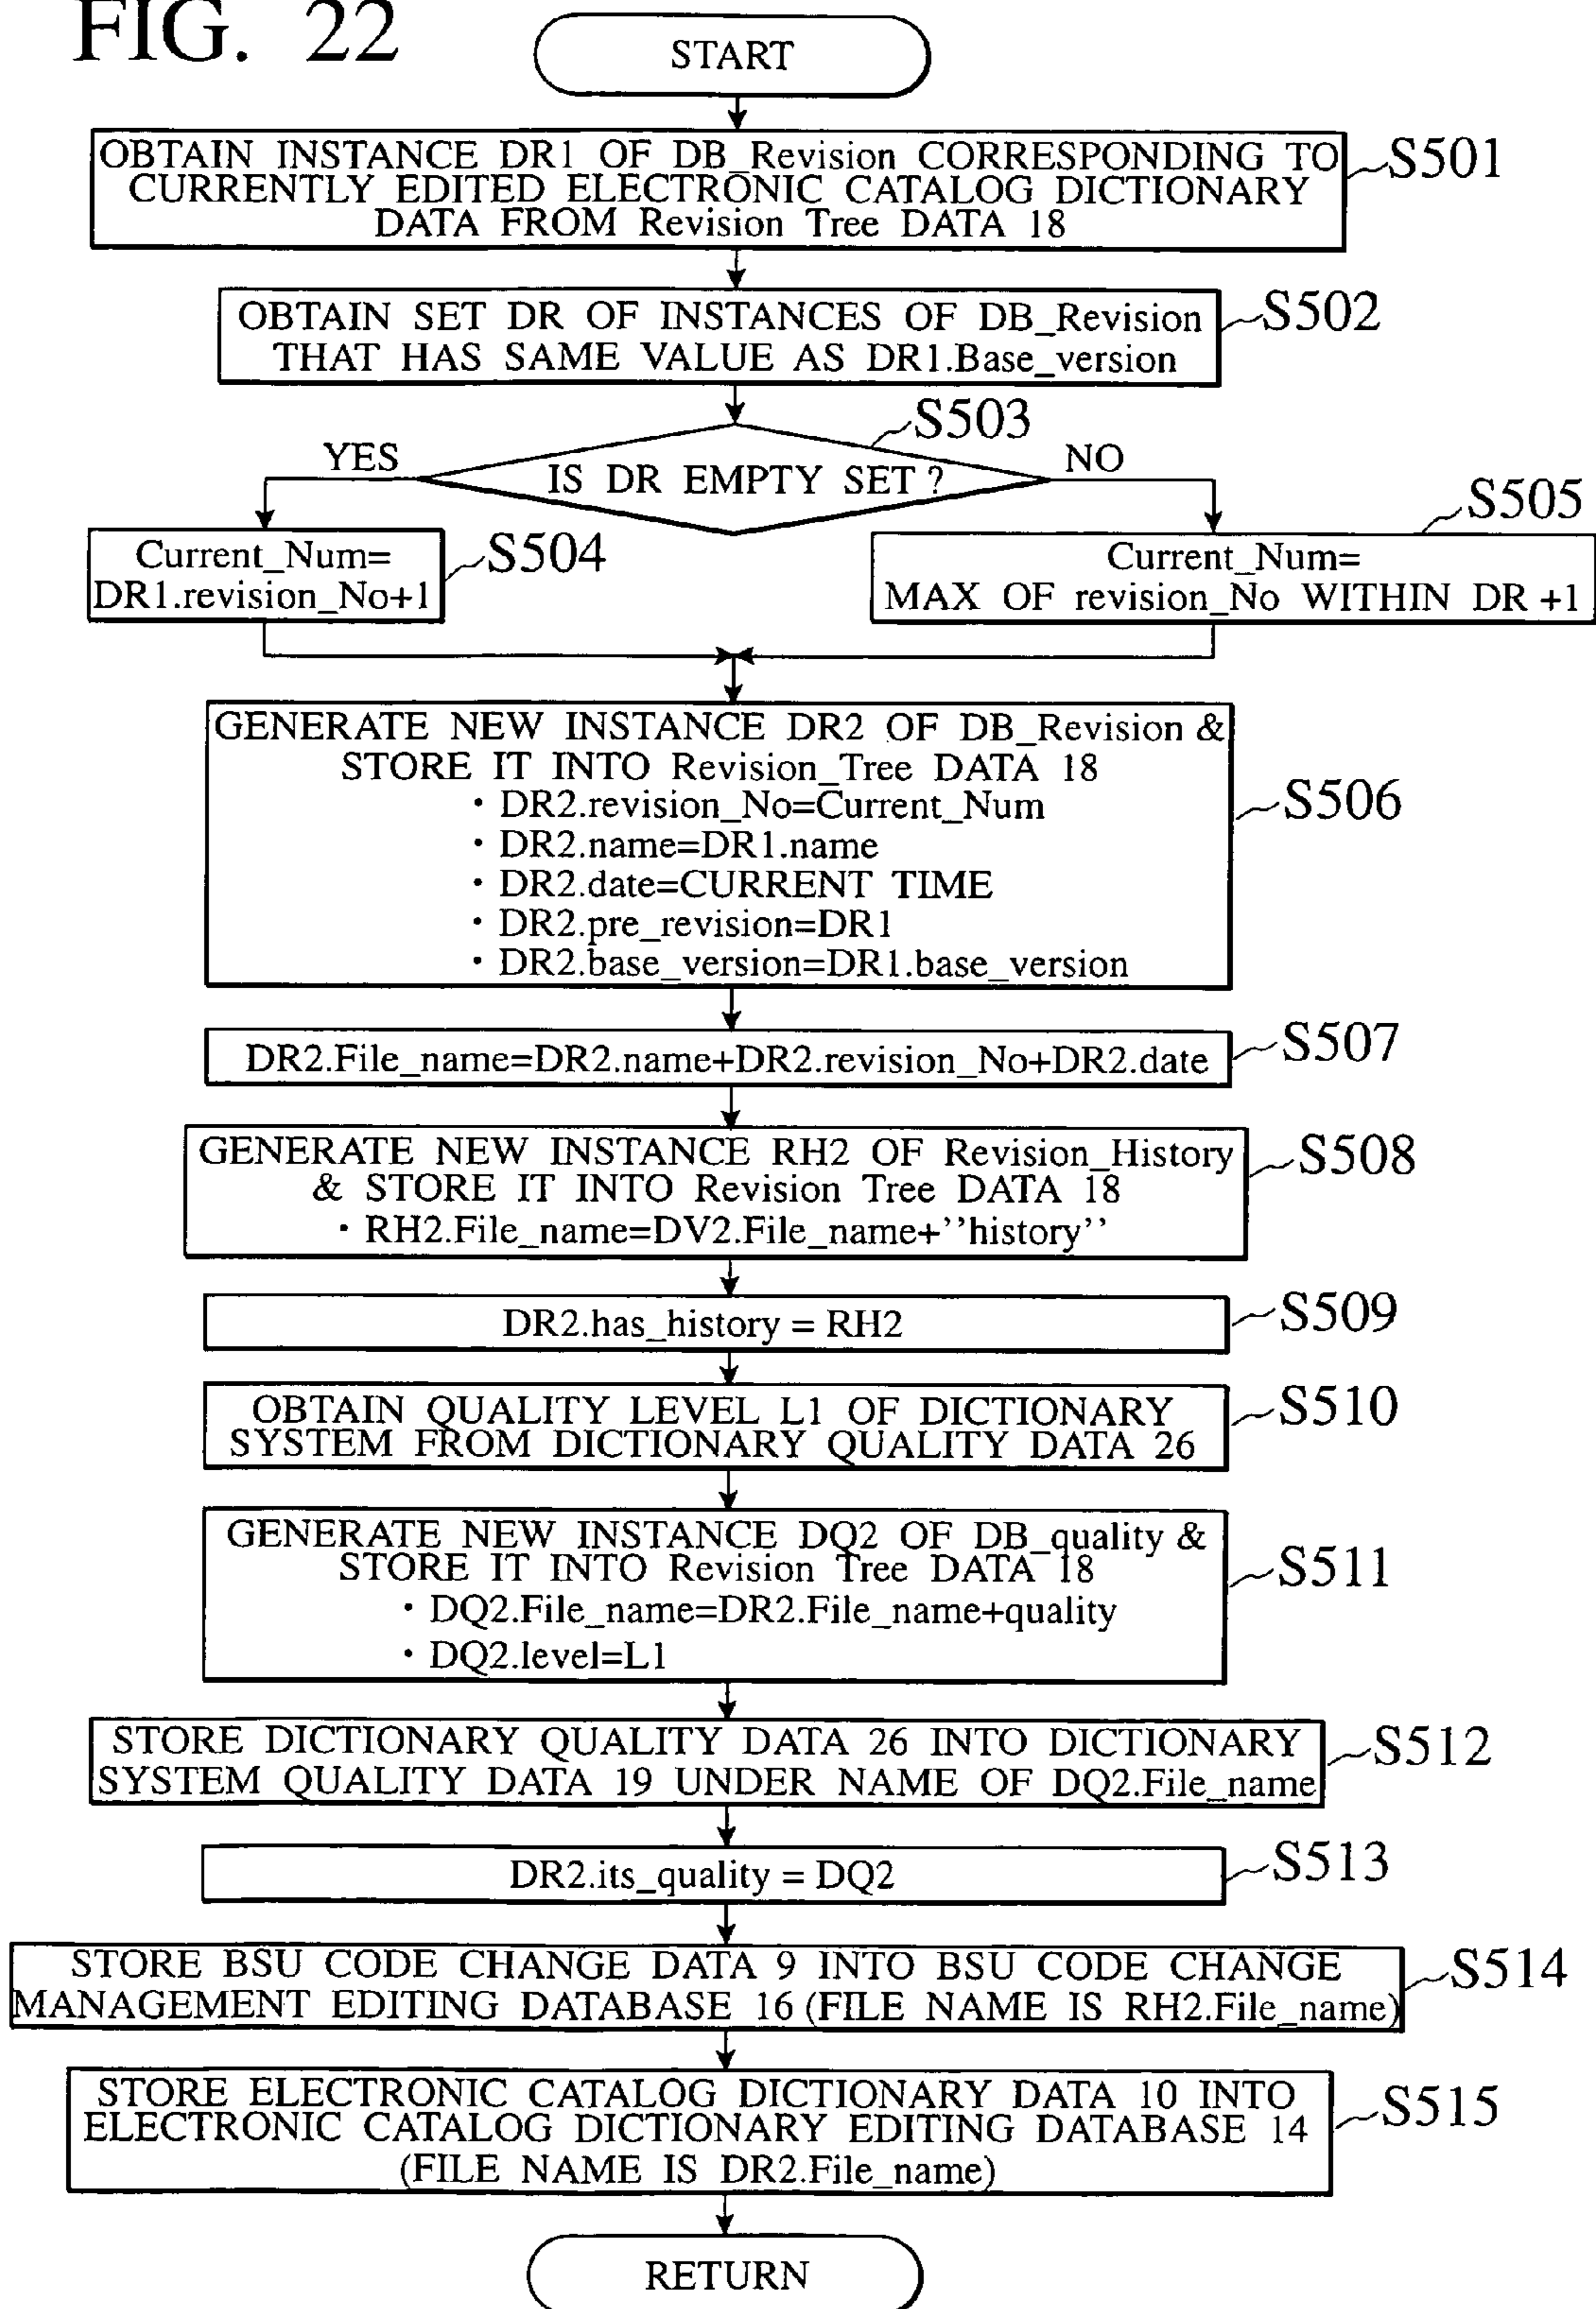 FIG. 22
START
OBTAIN INSTANCE DR1 OF DB_Revision CORRESPONDING TO
CURRENTLY EDITED ELECTRONIC CATALOG DICTIONARY
DATA FROM Revision Tree DATA 18
S501
OBTAIN SET DR OF INSTANCES OF DB_Revision
THAT HAS SAME VALUE AS DR1.Base_version
S502
S503
YES
IS DR EMPTY SET?
NO
Current_Num=
DR1.revision_No+1
S504
S505
Current_Num=
MAX OF revision_No WITHIN DR +1
GENERATE NEW INSTANCE DR2 OF DB_Revision &
STORE IT INTO Revision_Tree DATA 18
・DR2.revision_No=Current_Num
・DR2.name=DR1.name
・DR2.date=CURRENT TIME
・DR2.pre_revision=DR1
・DR2.base_version=DR1.base_version
S506
DR2.File_name=DR2.name+DR2.revision_No+DR2.date
S507
GENERATE NEW INSTANCE RH2 OF Revision_History
& STORE IT INTO Revision Tree DATA 18
・RH2.File_name=DV2.File_name+''history''
S508
DR2.has_history = RH2
S509
OBTAIN QUALITY LEVEL L1 OF DICTIONARY
SYSTEM FROM DICTIONARY QUALITY DATA 26
S510
GENERATE NEW INSTANCE DQ2 OF DB_quality &
STORE IT INTO Revision Tree DATA 18
・DQ2.File_name=DR2.File_name+quality
・DQ2.level=L1
S511
STORE DICTIONARY QUALITY DATA 26 INTO DICTIONARY
SYSTEM QUALITY DATA 19 UNDER NAME OF DQ2.File_name
S512
DR2.its_quality = DQ2
S513
STORE BSU CODE CHANGE DATA 9 INTO BSU CODE CHANGE
MANAGEMENT EDITING DATABASE 16 (FILE NAME IS RH2.File_name)
S514
STORE ELECTRONIC CATALOG DICTIONARY DATA 10 INTO
ELECTRONIC CATALOG DICTIONARY EDITING DATABASE 14
(FILE NAME IS DR2.File_name)
S515
RETURN